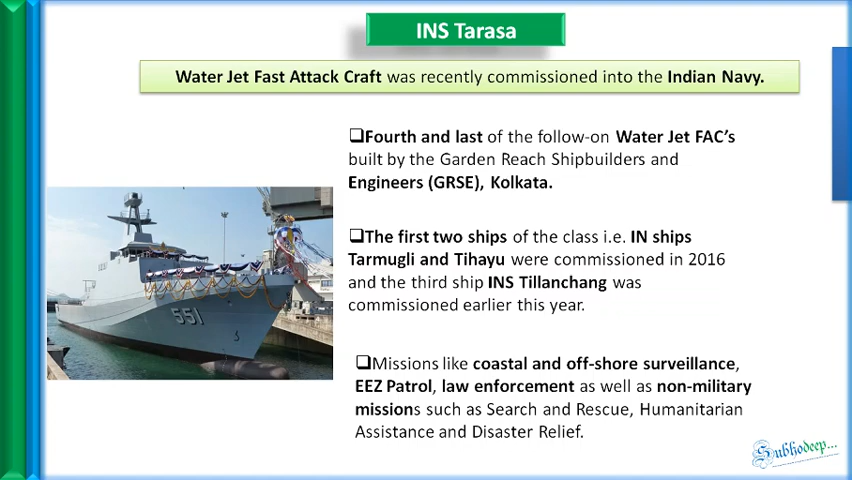 INS Tarasa
Water Jet Fast Attack Craft was recently commissioned into the Indian Navy.
❑Fourth and last of the follow-on Water Jet FAC's
built by the Garden Reach Shipbuilders and
Engineers (GRSE), Kolkata.
❑The first two ships of the class i.e. IN ships
Tarmugli and Tihayu were commissioned in 2016
and the third ship INS Tillanchang was
commissioned earlier this year.
551
❑Missions like coastal and off-shore surveillance,
EEZ Patrol, law enforcement as well as non-military
missions such as Search and Rescue, Humanitarian
Assistance and Disaster Relief.
Subhodeep...